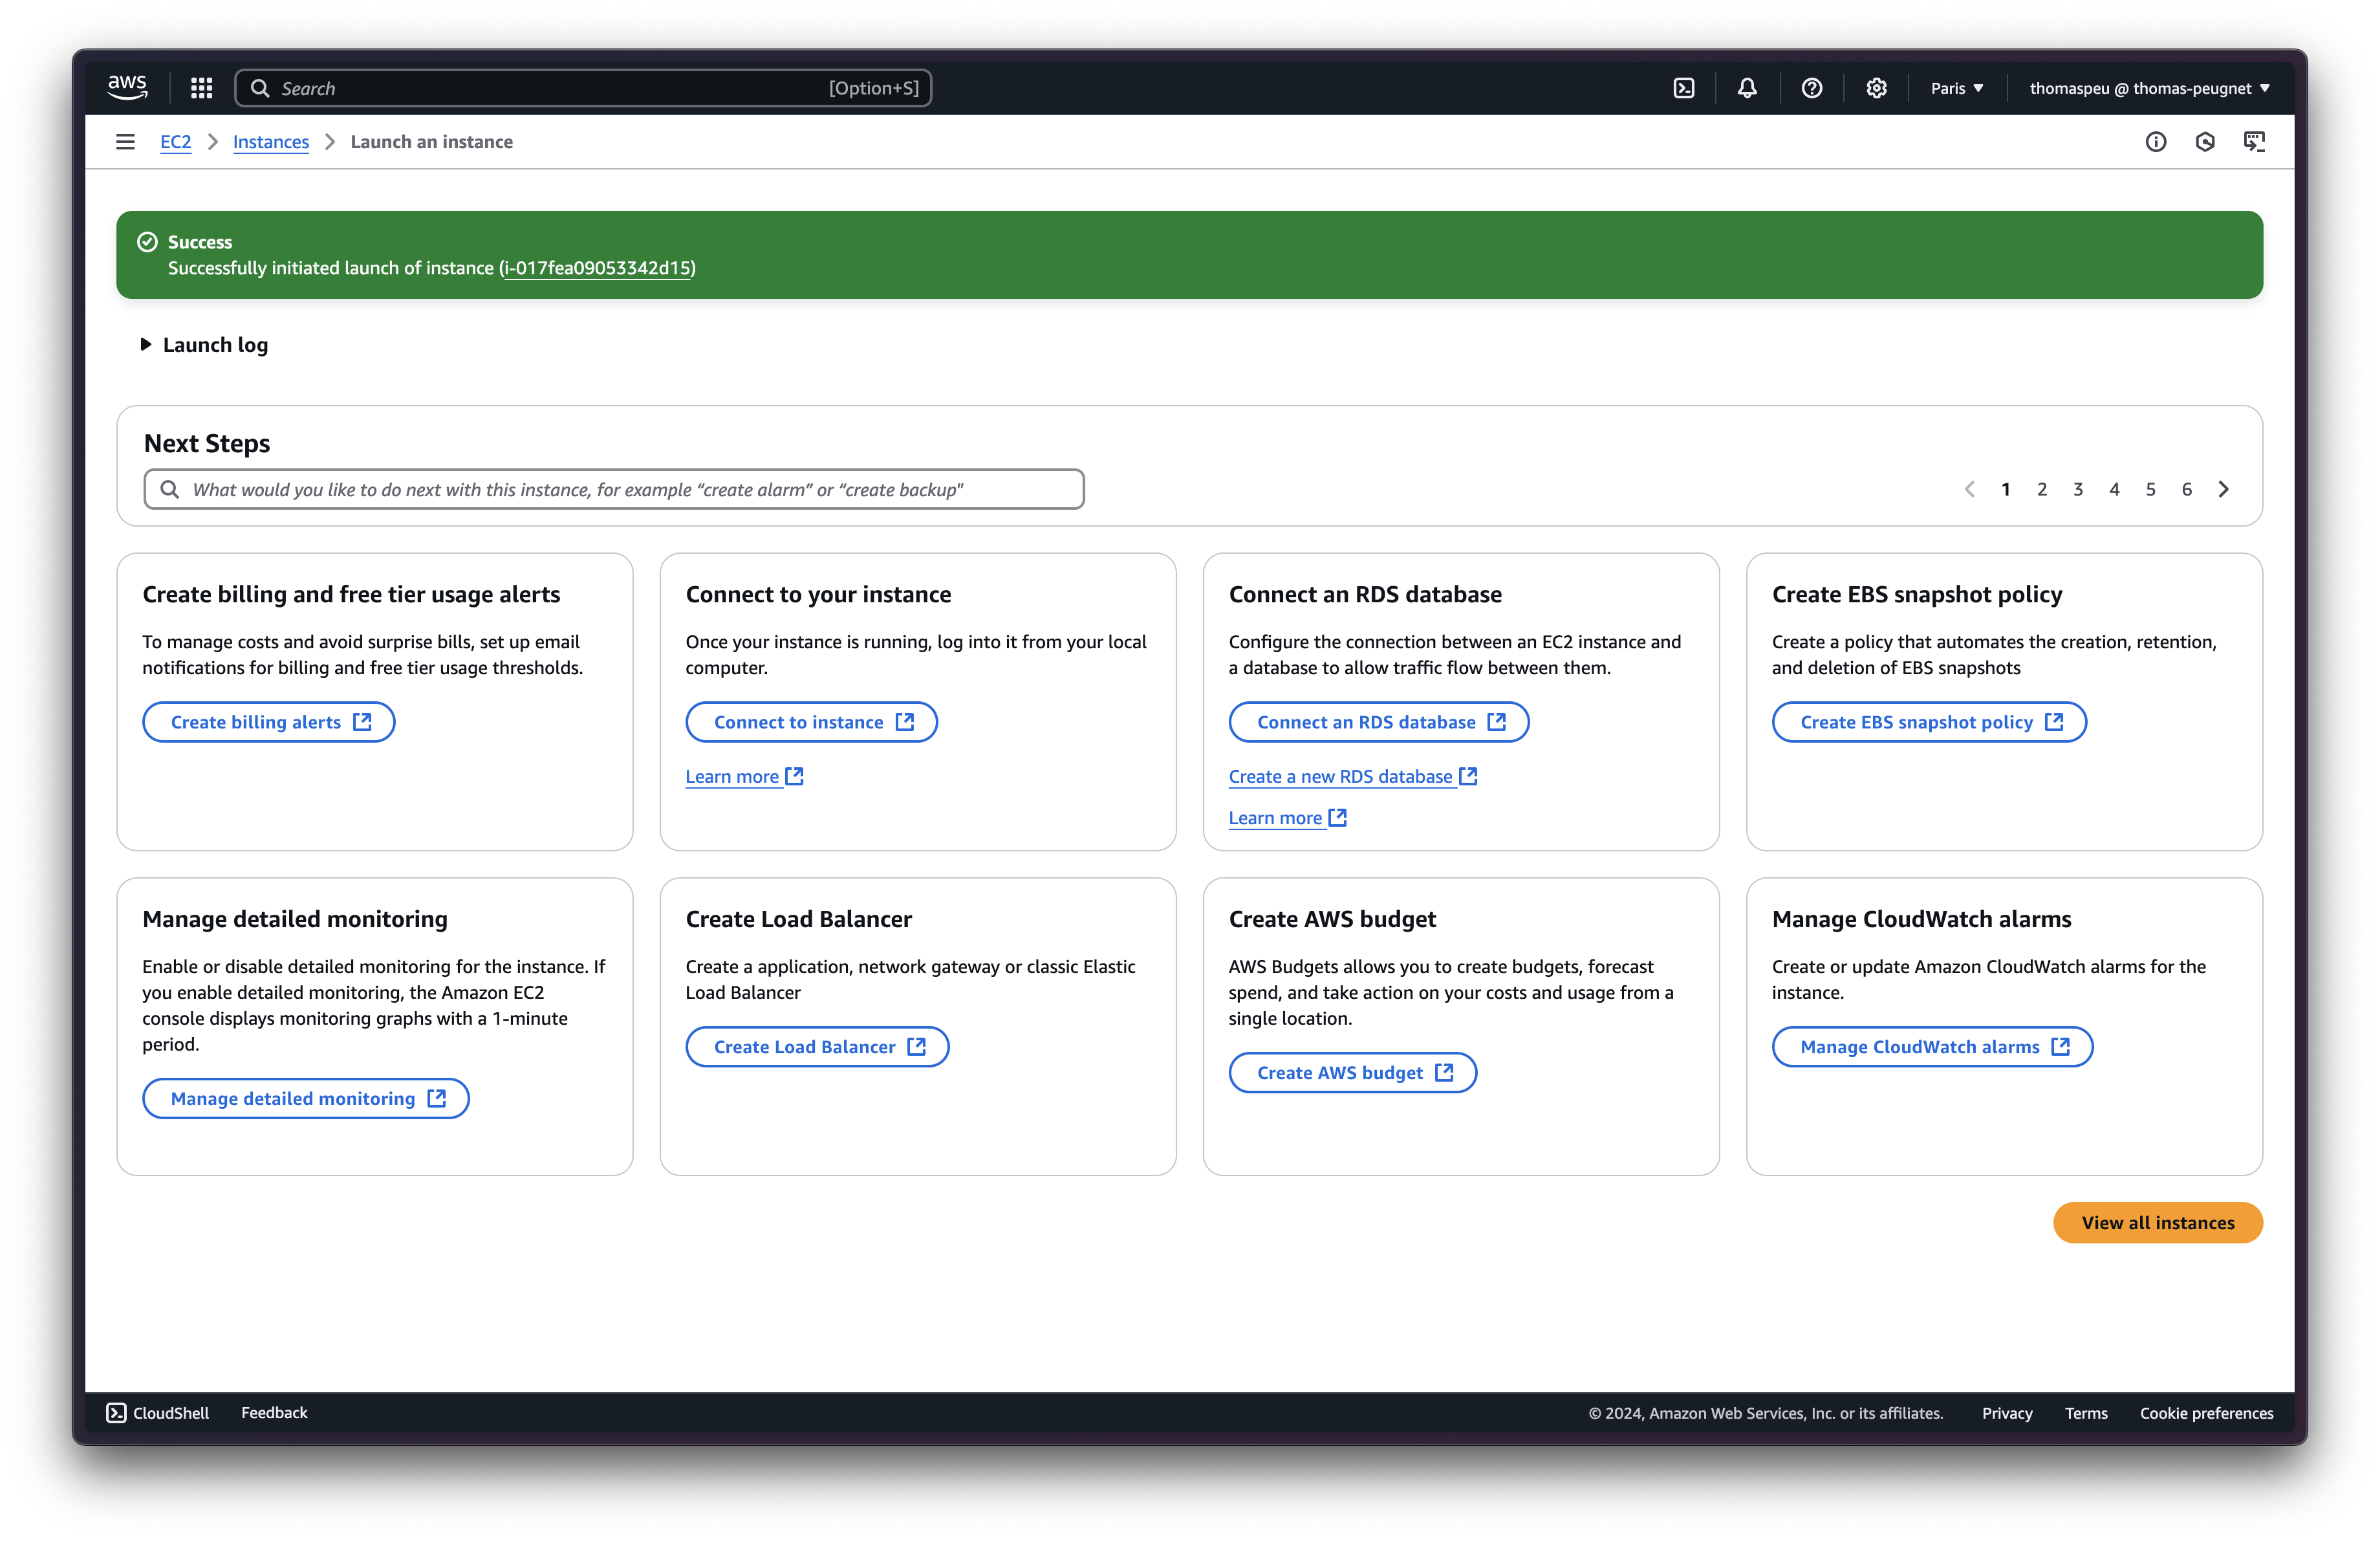 aws
Search [Option+S]
Paris
thomaspeu @ thomas-peugnet
EC2 Instances Launch an instance
Success
Successfully initiated launch of instance (i-017fea09053342d15)
Launch log
Next Steps
What would you like to do next with this instance, for example “create alarm” or “create backup"
1 2 3 4 5 6
Create billing and free tier usage alerts
To manage costs and avoid surprise bills, set up email
notifications for billing and free tier usage thresholds.
Create billing alerts
Connect to your instance
Once your instance is running, log into it from your local
computer.
Connect to instance
Learn more
Connect an RDS database
Configure the connection between an EC2 instance and
a database to allow traffic flow between them.
Connect an RDS database
Create a new RDS database
Learn more
Create EBS snapshot policy
Create a policy that automates the creation, retention,
and deletion of EBS snapshots
Create EBS snapshot policy
Manage detailed monitoring
Enable or disable detailed monitoring for the instance. If
you enable detailed monitoring, the Amazon EC2
console displays monitoring graphs with a 1-minute
period.
Manage detailed monitoring
Create Load Balancer
Create a application, network gateway or classic Elastic
Load Balancer
Create Load Balancer
Create AWS budget
AWS Budgets allows you to create budgets, forecast
spend, and take action on your costs and usage from a
single location.
Create AWS budget
Manage CloudWatch alarms
Create or update Amazon CloudWatch alarms for the
instance.
Manage CloudWatch alarms
View all instances
CloudShell Feedback © 2024, Amazon Web Services, Inc. or its affiliates. Privacy Terms Cookie preferences